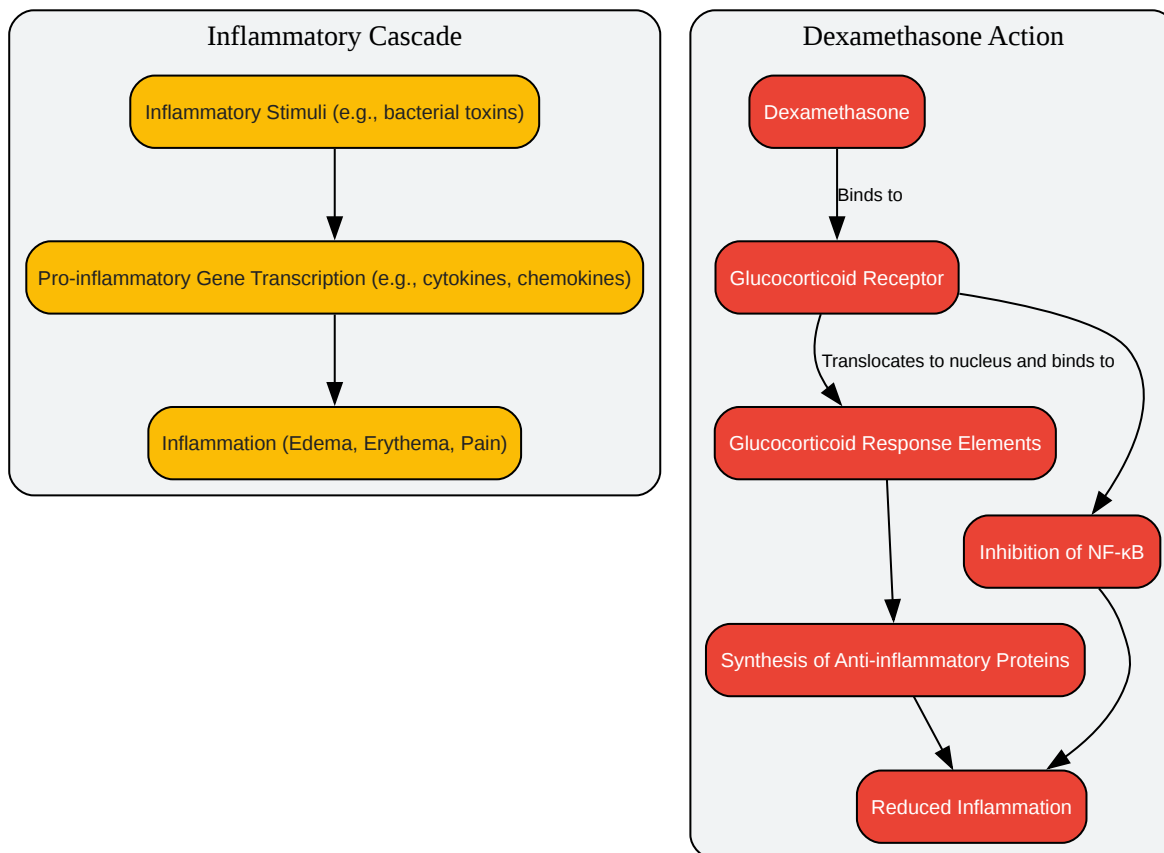 Inflammatory Cascade
Inflammatory Stimuli (e.g., bacterial toxins)
Pro-inflammatory Gene Transcription (e.g., cytokines, chemokines)
Inflammation (Edema, Erythema, Pain)
Dexamethasone Action
Dexamethasone
Binds to
Glucocorticoid Receptor
Translocates to nucleus and binds to
Glucocorticoid Response Elements
Inhibition of NF-κB
Synthesis of Anti-inflammatory Proteins
Reduced Inflammation